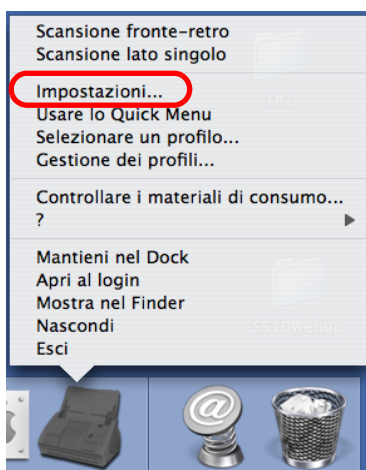 Scansione fronte-retro
Scansione lato singolo
Impostazioni...
Usare lo Quick Menu
Selezionare un profilo...
Gestione dei profili...
Controllare i materiali di consumo...
?
Mantieni nel Dock
Apri al login
Mostra nel Finder
Nascondi
Esci